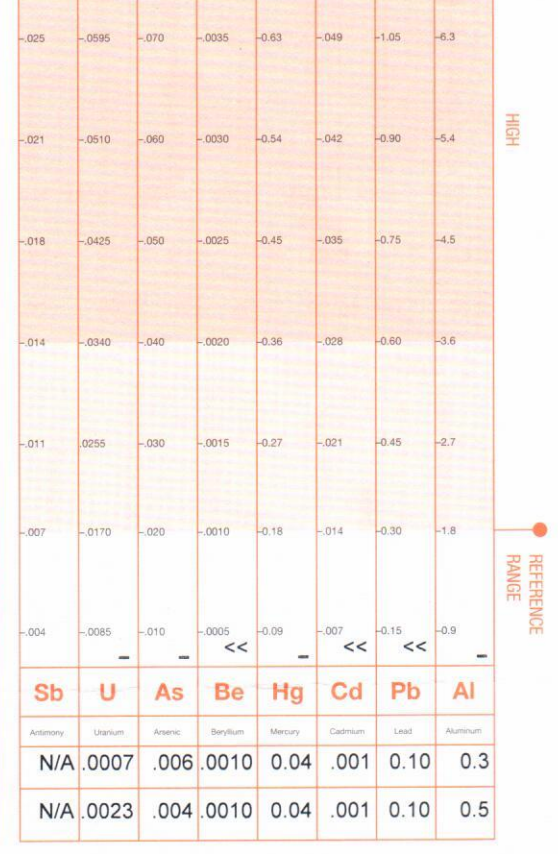 -.025 -.0595 -.070 -.0035 -0.63 -.049 -1.05 -6.3
HIGH
-.021 -.0510 -.060 -.0030 -0.54 -.042 -0.90 -5.4
-.018 -.0425 -.050 -.0025 -0.45 -.035 -0.75 -4.5
-.014 -.0340 -.040 -.0020 -0.36 -.028 -0.60 -3.6
-.011 .0255 -.030 -.0015 -0.27 -.021 -0.45 -2.7
-.007 -.0170 -.020 -.0010 -0.18 -.014 -0.30 -1.8
REFERENCE
RANGE
-.004 -.0085 -.010 -.0005 -0.09 -.007 -0.15 -0.9
– – << – << << –
Sb U As Be Hg Cd Pb Al
Antimony Uranium Arsenic Beryllium Mercury Cadmium Lead Aluminum
N/A .0007 .006 .0010 0.04 .001 0.10 0.3
N/A .0023 .004 .0010 0.04 .001 0.10 0.5